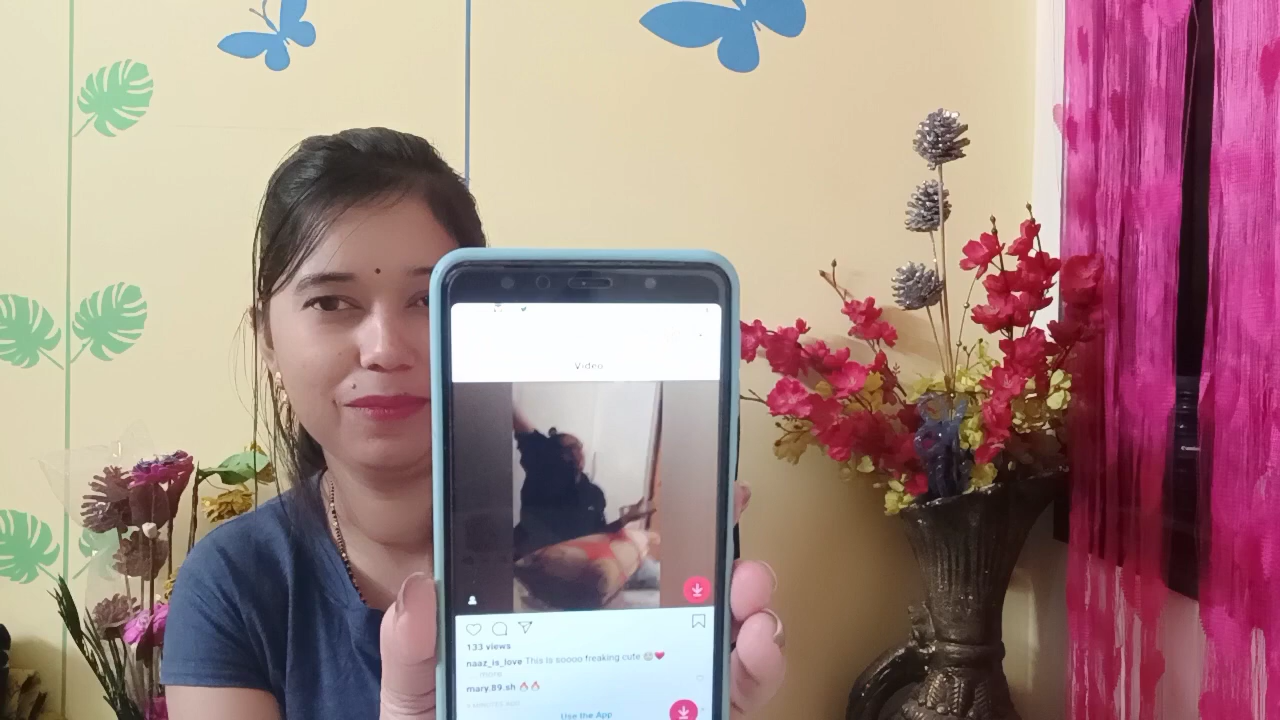 Video
133 views
naaz_is_love This is soooo freaking cute
... more
mary.89.sh
Use the App